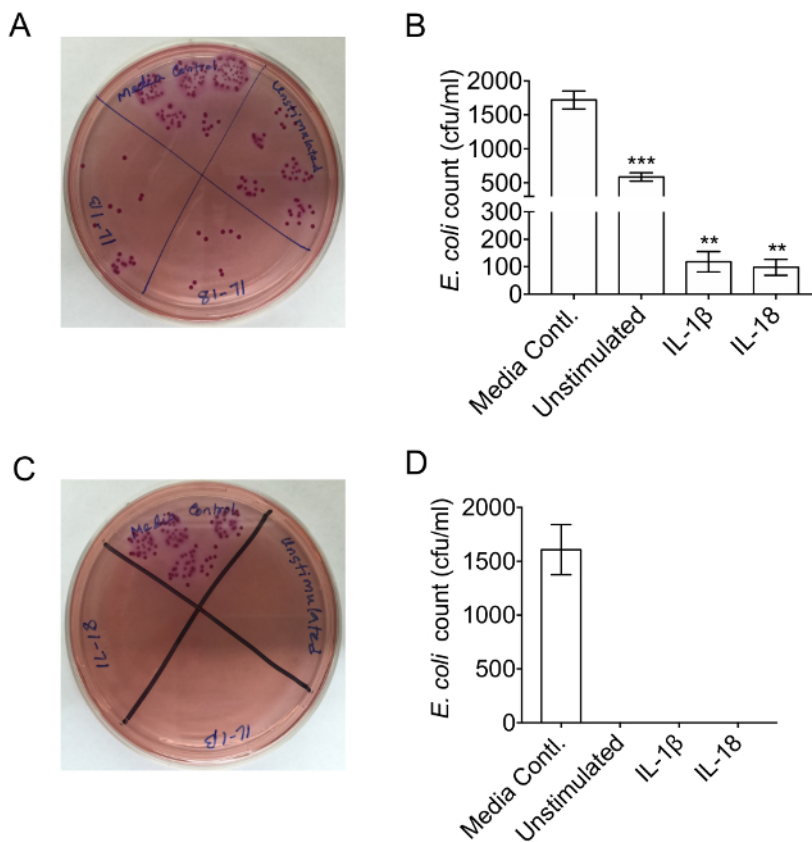 A
Media Control
Unstimulated
IL-1β
IL-18
B
E. coli count (cfu/ml)
2000
1500
1000
500
300
200
100
0
***
**
**
Media Contl.
Unstimulated
IL-1β
IL-18
C
Media Control
Unstimulated
IL-18
IL-1β
D
E. coli count (cfu/ml)
2000
1500
1000
500
0
Media Contl.
Unstimulated
IL-1β
IL-18